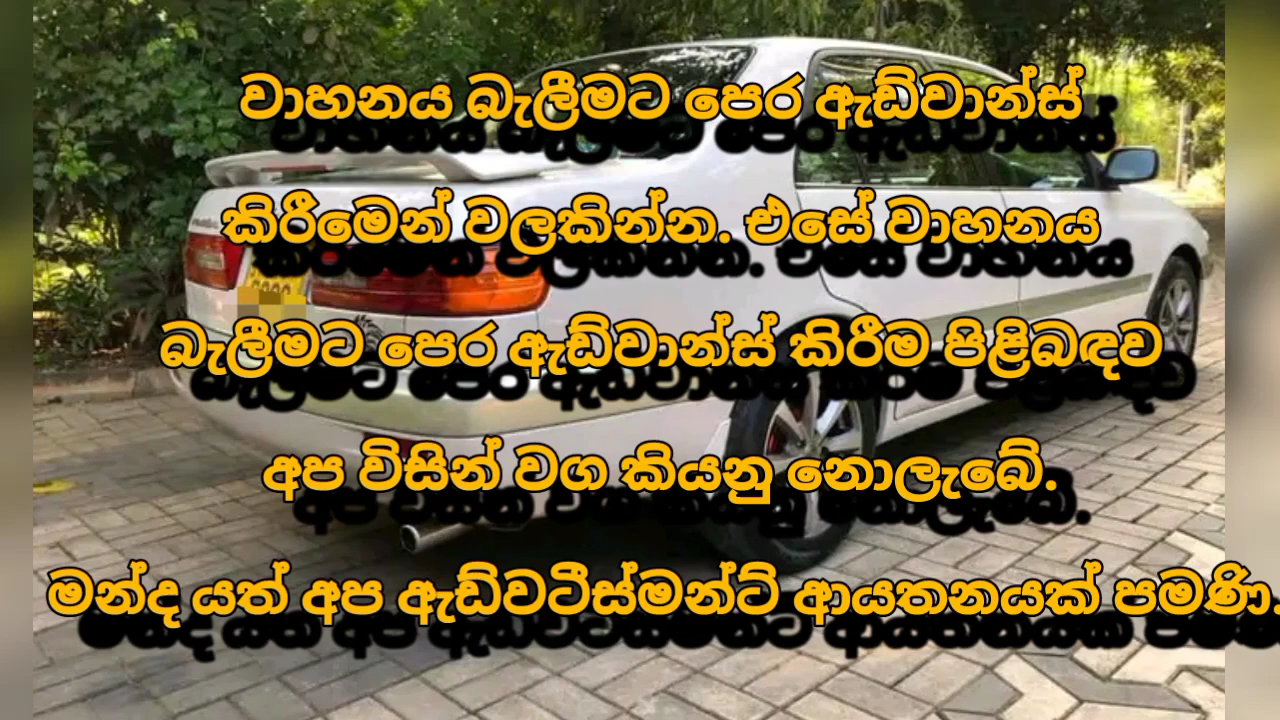 වාහනය බැලීමට පෙර ඇඩ්වාන්ස්
කිරීමෙන් වලකින්න. එසේ වාහනය
බැලීමට පෙර ඇඩ්වාන්ස් කිරීම පිළිබඳව
අප විසින් වග කියනු නොලැබේ.
මන්ද යත් අප ඇඩ්වටීස්මන්ට් ආයතනයක් පමණි.